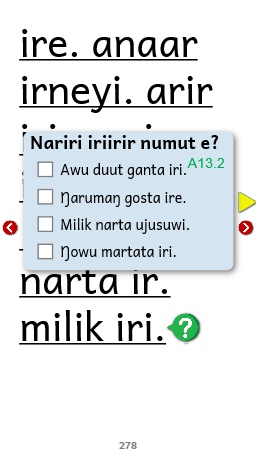 ire. anaar
irneyi. arir
Nariri iriirir numut e?
Awu duut ganta iri.
A13.2
Ŋarumaŋ gosta ire.
Milik narta ujusuwi.
Ŋowu martata iri.
narta ir.
milik iri.
?
278